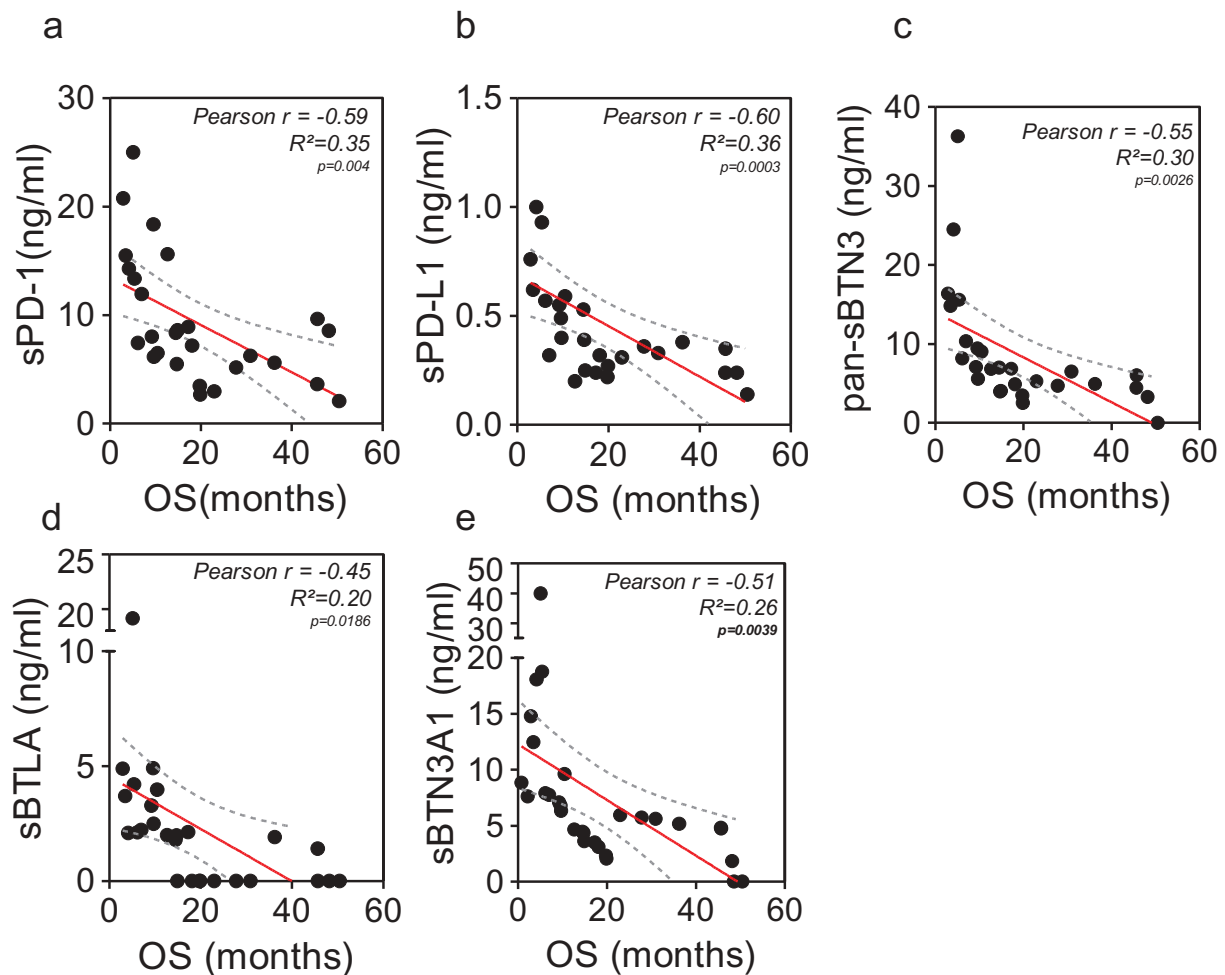 a
sPD-1(ng/ml)
30
20
10
0
Pearson r = -0.59
R²=0.35
p=0.004
0 20 40 60
OS(months)
b
sPD-L1 (ng/ml)
1.5
1.0
0.5
0.0
Pearson r = -0.60
R²=0.36
p=0.0003
0 20 40 60
OS (months)
c
pan-sBTN3 (ng/ml)
40
30
20
10
0
Pearson r = -0.55
R²=0.30
p=0.0026
0 20 40 60
OS (months)
d
sBTLA (ng/ml)
25
20
10
5
0
Pearson r = -0.45
R²=0.20
p=0.0186
0 20 40 60
OS (months)
e
sBTN3A1 (ng/ml)
50
40
30
20
15
10
5
0
Pearson r = -0.51
R²=0.26
p=0.0039
0 20 40 60
OS (months)